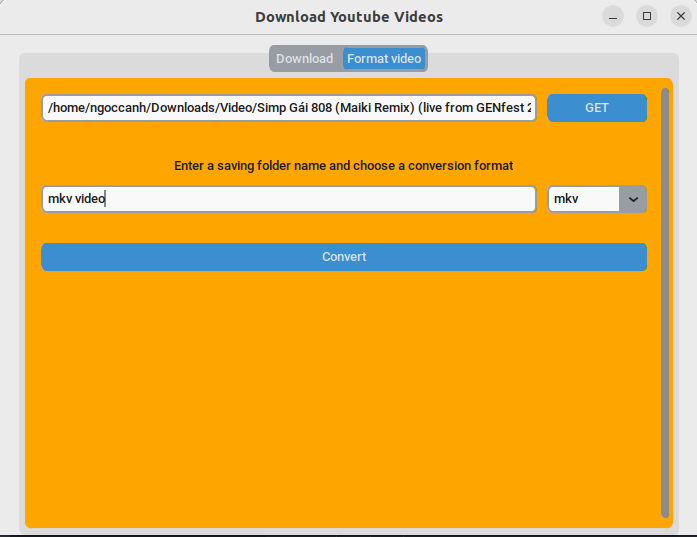 Download Youtube Videos
Download Format video
/home/ngoccanh/Downloads/Video/Simp Gái 808 (Maiki Remix) (live from GENfest GET
Enter a saving folder name and choose a conversion format
mkv video mkv
Convert